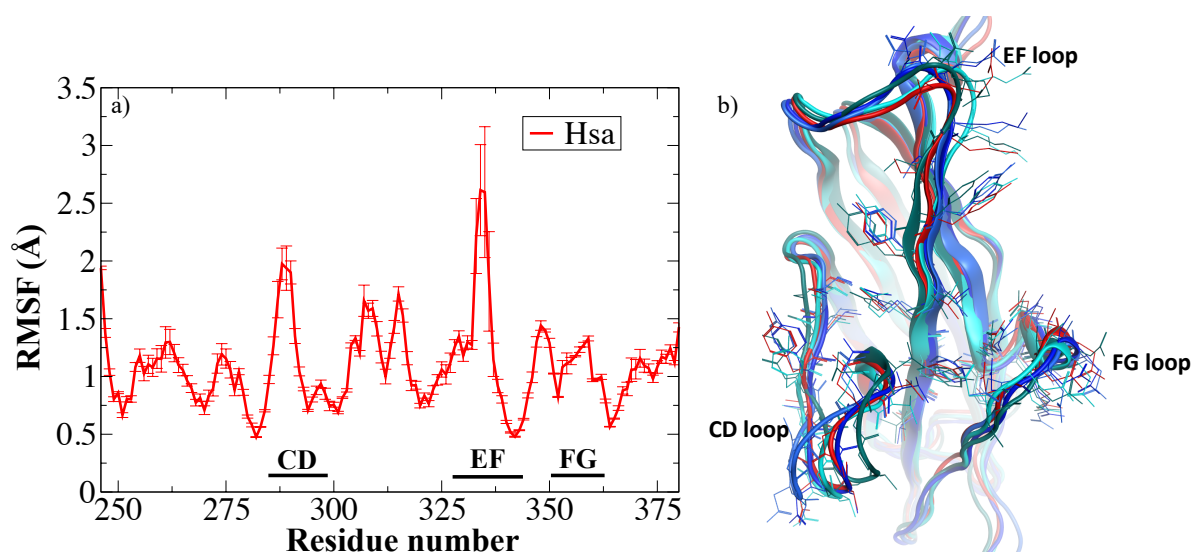 a)
RMSF (Å)
3.5
3
2.5
2
1.5
1
0.5
0
Hsa
CD
EF
FG
250
275
300
325
350
375
Residue number
b)
EF loop
FG loop
CD loop